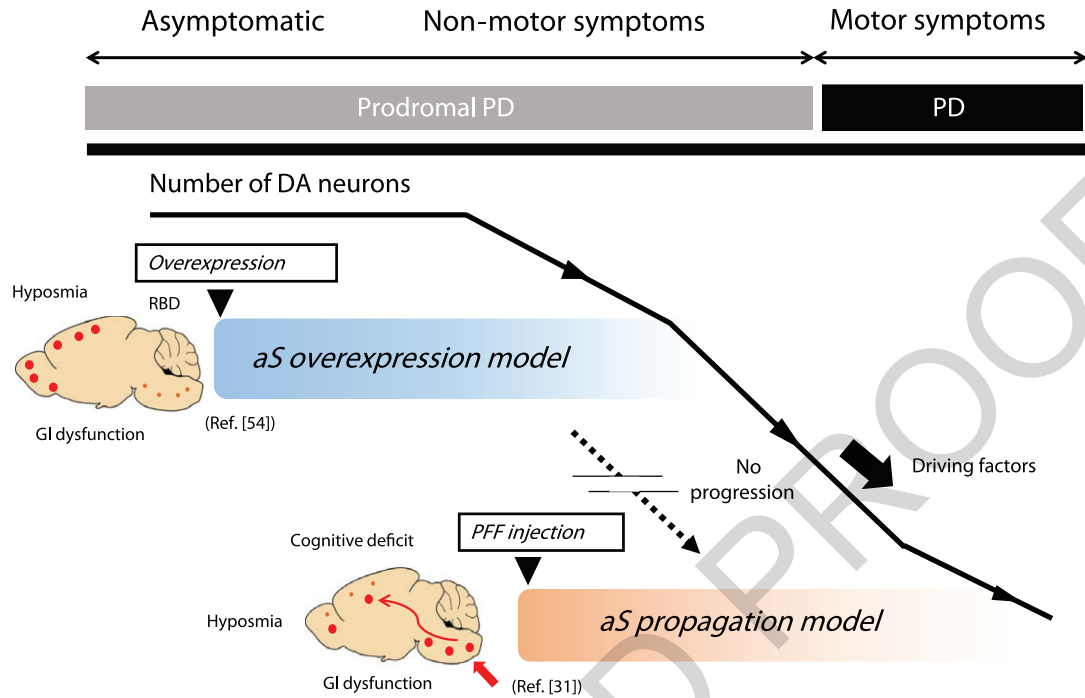 Asymptomatic Non-motor symptoms Motor symptoms
Prodromal PD PD
Number of DA neurons
Overexpression
Hyposmia
RBD
aS overexpression model
GI dysfunction
(Ref. [54])
No
progression
Driving factors
PFF injection
Cognitive deficit
Hyposmia
aS propagation model
GI dysfunction
(Ref. [31])
D PROOF